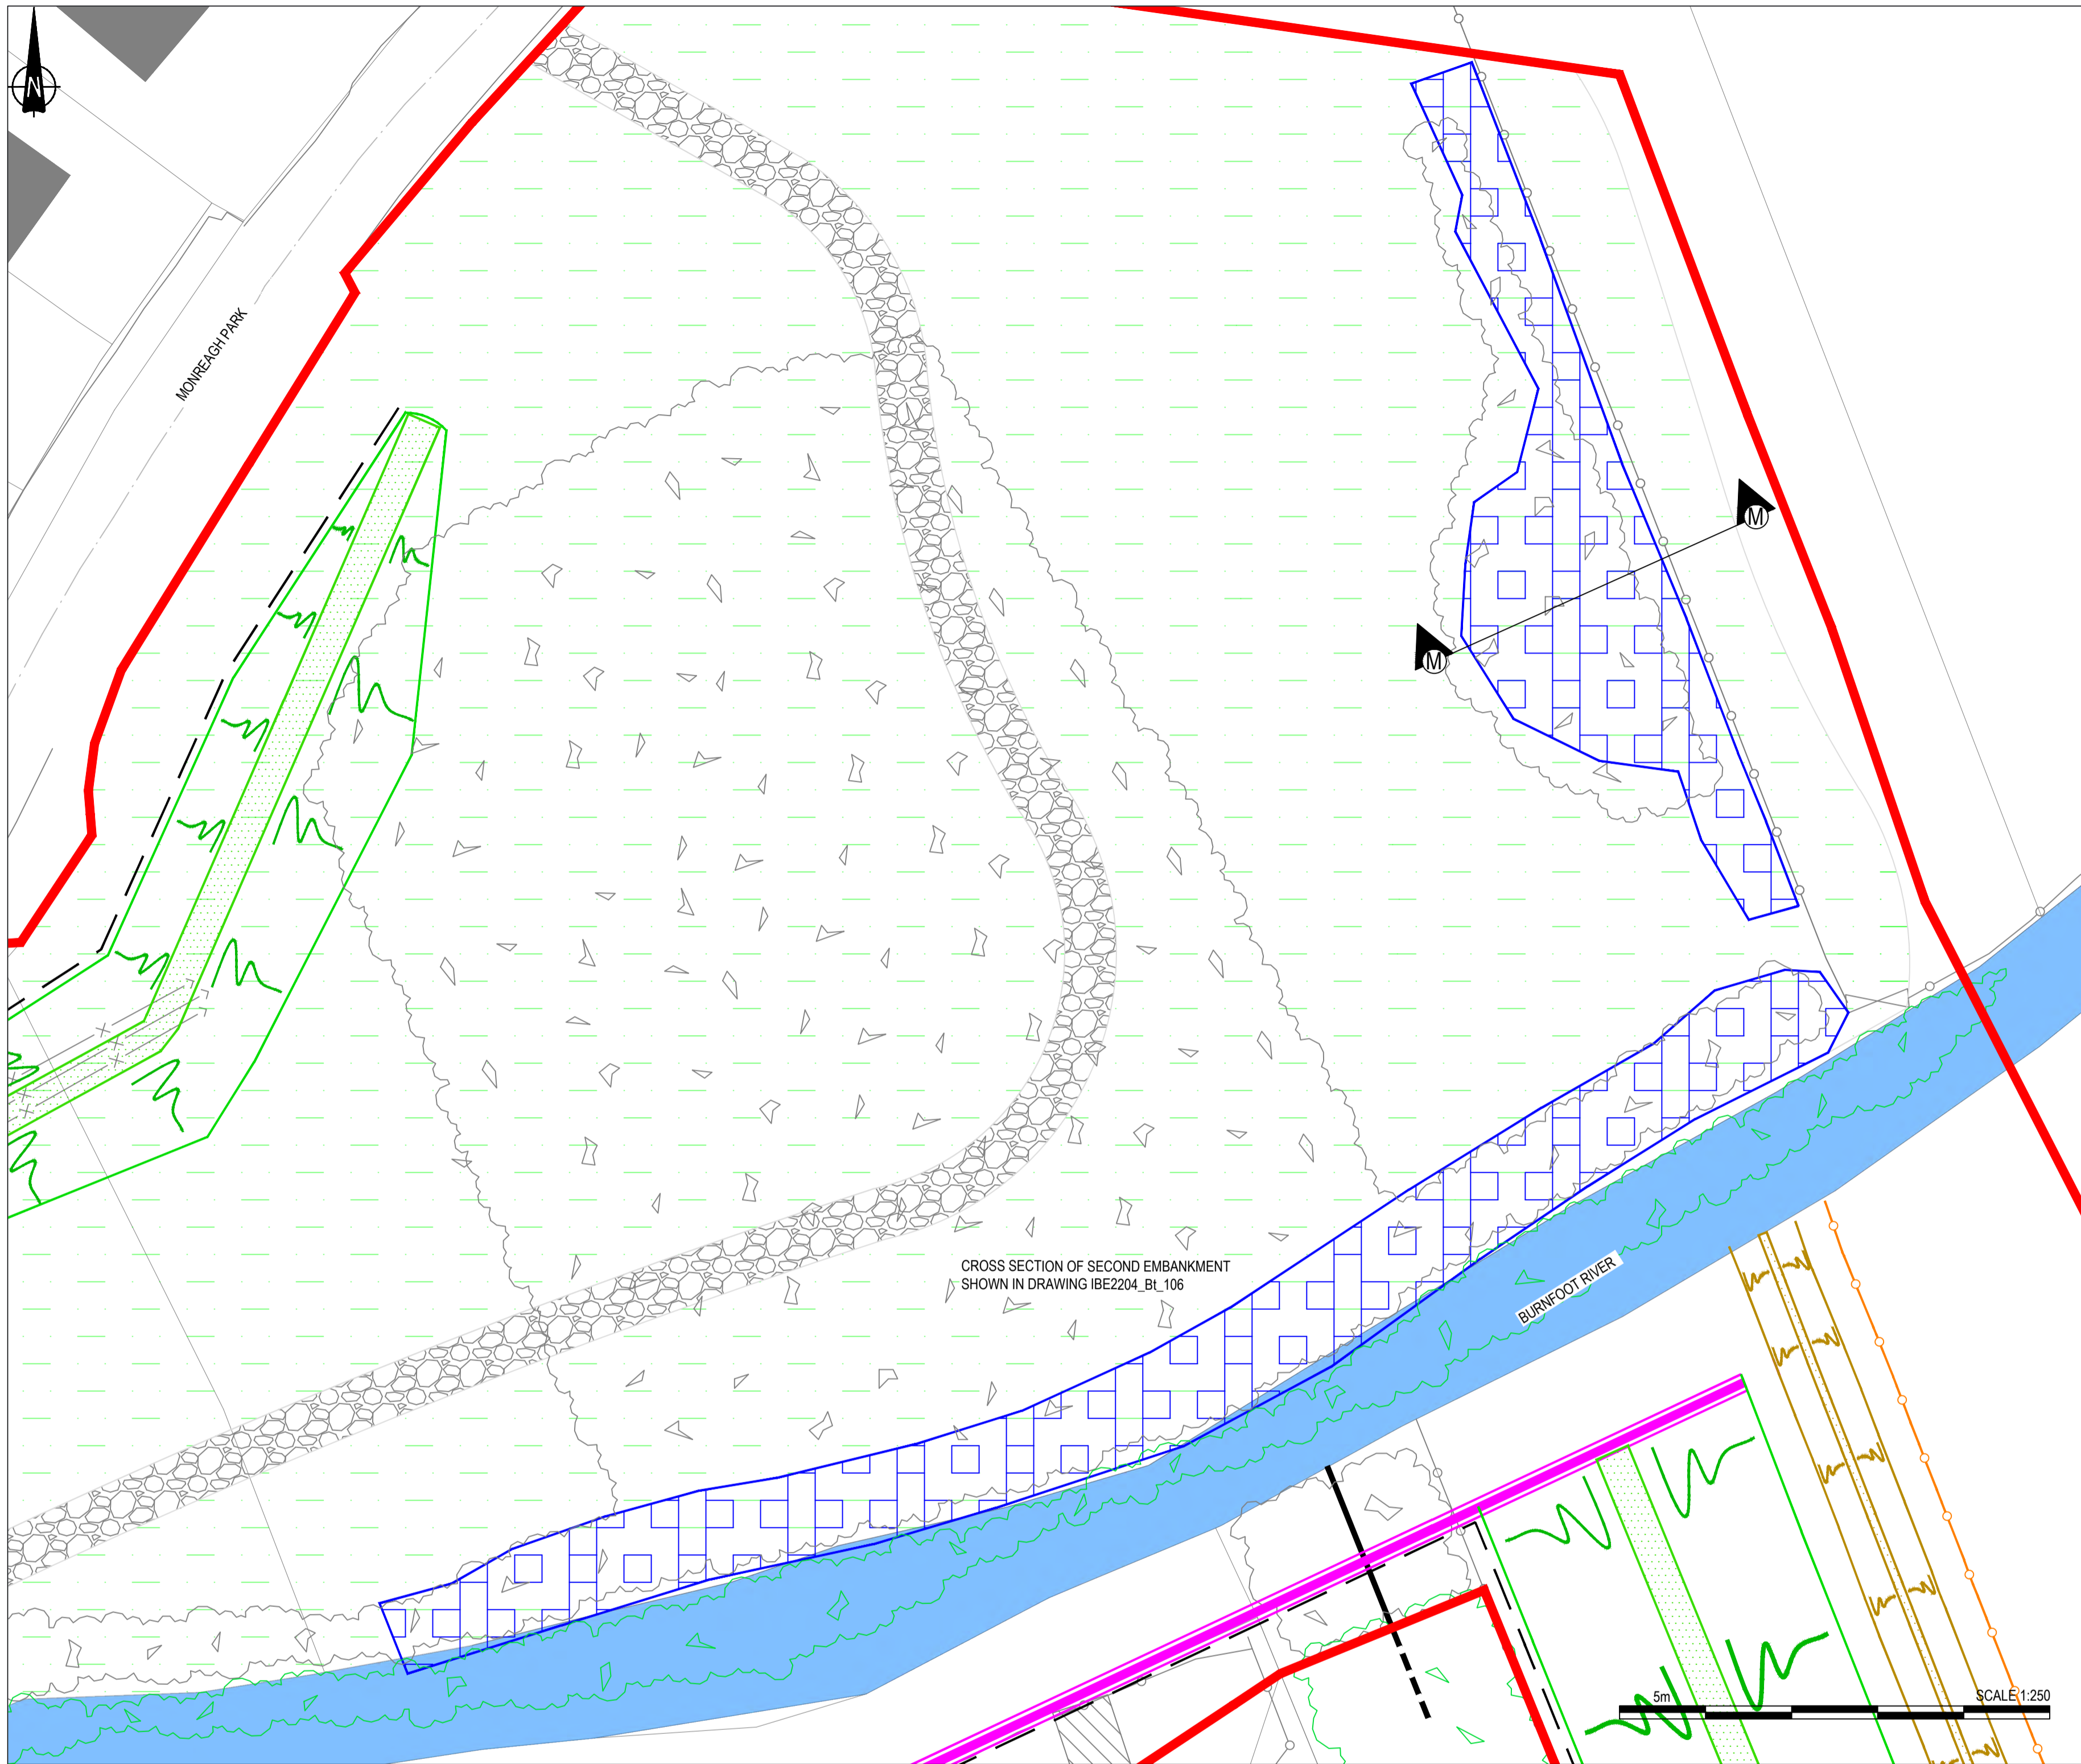 N
MONREAGH PARK
M
M
CROSS SECTION OF SECOND EMBANKMENT
SHOWN IN DRAWING IBE2204_Bt_106
BURNFOOT RIVER
5m
SCALE 1:250